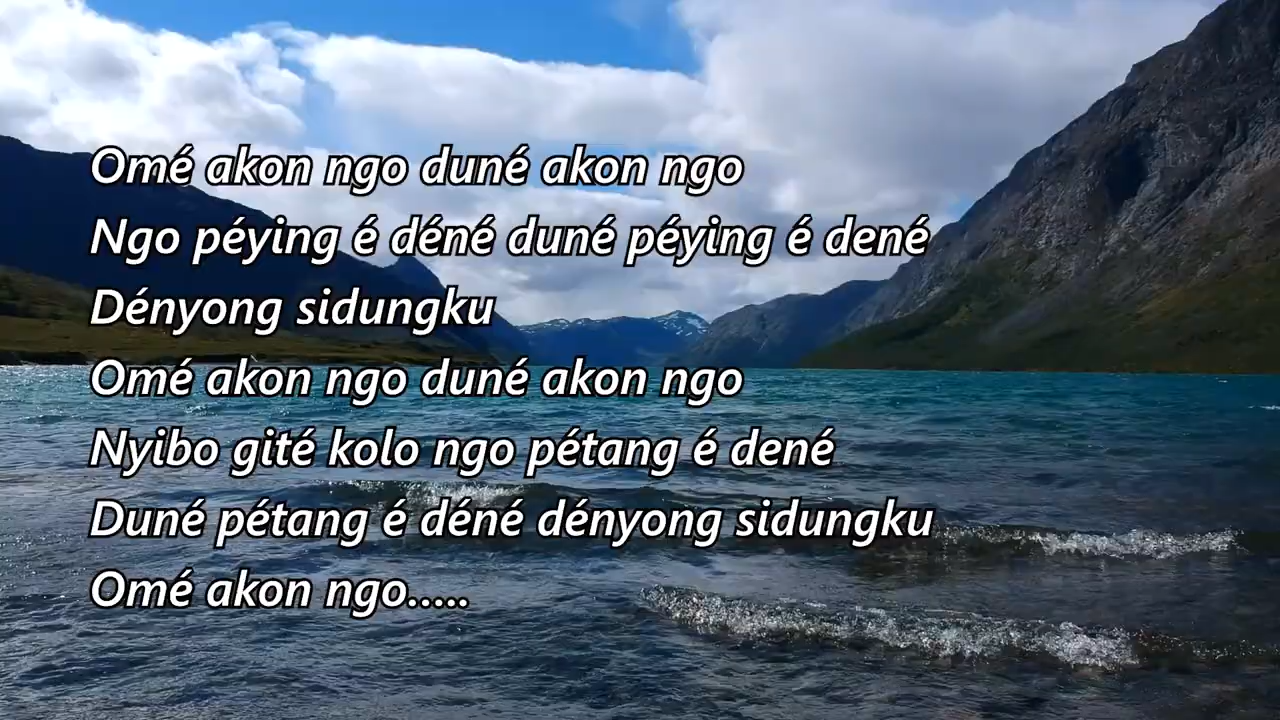 Omé akon ngo duné akon ngo
Ngo péying é déné duné péying é dené
Dényong sidungku
Omé akon ngo duné akon ngo
Nyibo gité kolo ngo pétang é dené
Duné pétang é déné dényong sidungku
Omé akon ngo.....